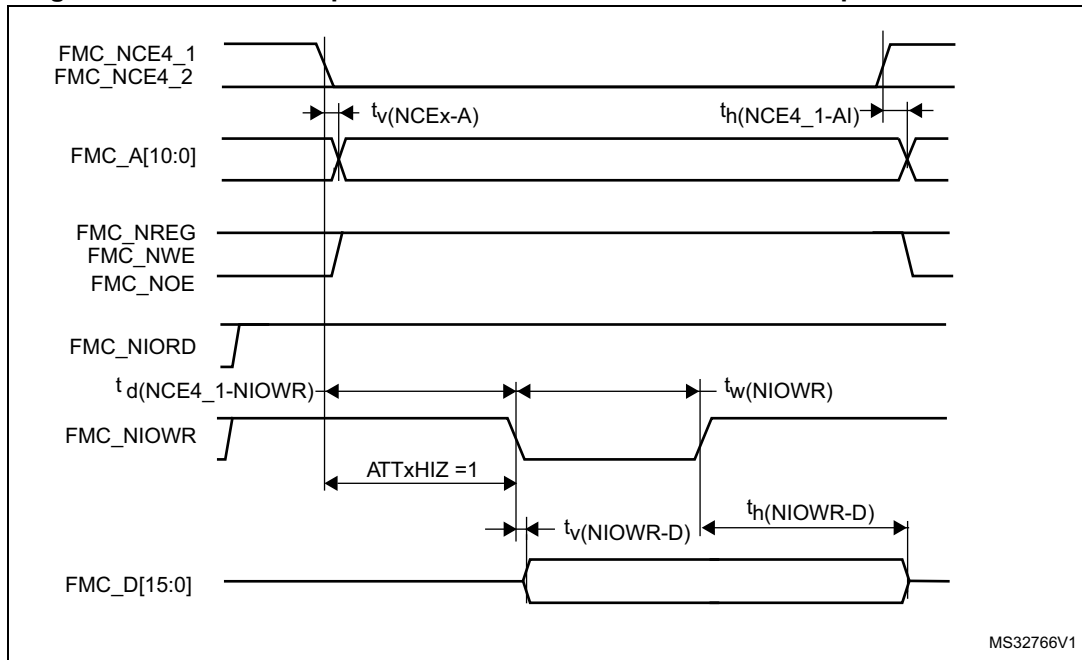 FMC_NCE4_1
FMC_NCE4_2
tv(NCEx-A)
th(NCE4_1-AI)
FMC_A[10:0]
FMC_NREG
FMC_NWE
FMC_NOE
FMC_NIORD
td(NCE4_1-NIOWR)
tw(NIOWR)
FMC_NIOWR
ATTxHIZ =1
th(NIOWR-D)
tv(NIOWR-D)
FMC_D[15:0]
MS32766V1